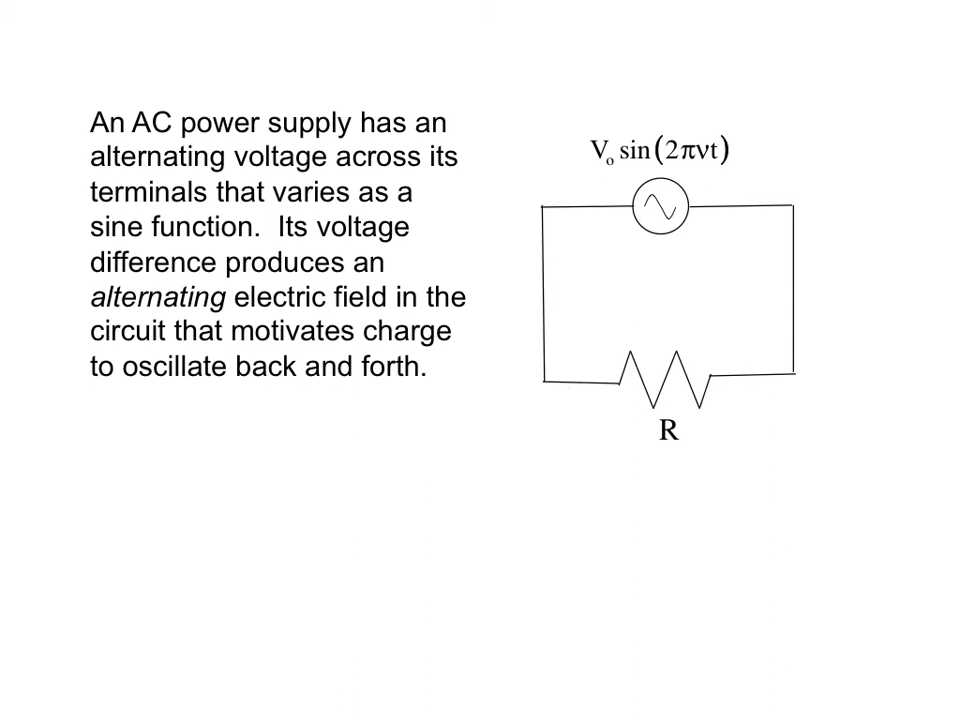 An AC power supply has an
alternating voltage across its
terminals that varies as a
sine function.  Its voltage
difference produces an
alternating electric field in the
circuit that motivates charge
to oscillate back and forth.
Vₒ sin(2πνt)
R